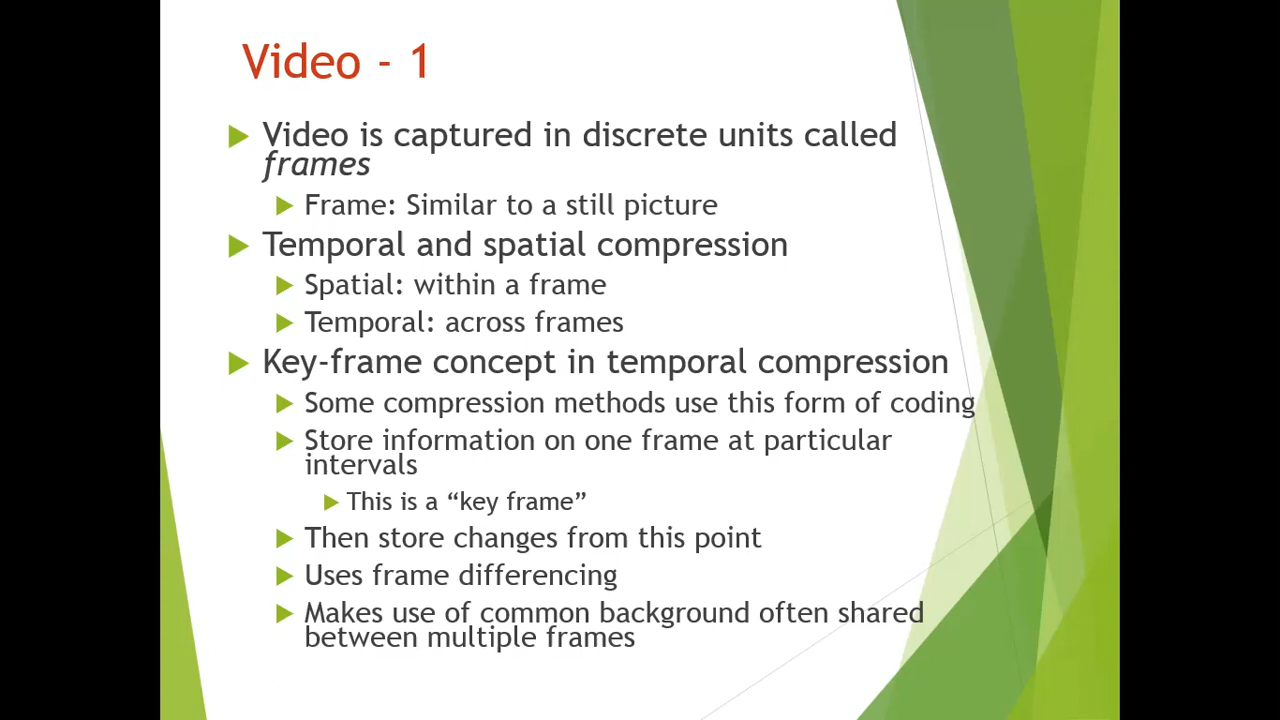 Video - 1
Video is captured in discrete units called
frames
Frame: Similar to a still picture
Temporal and spatial compression
Spatial: within a frame
Temporal: across frames
Key-frame concept in temporal compression
Some compression methods use this form of coding
Store information on one frame at particular
intervals
This is a “key frame”
Then store changes from this point
Uses frame differencing
Makes use of common background often shared
between multiple frames